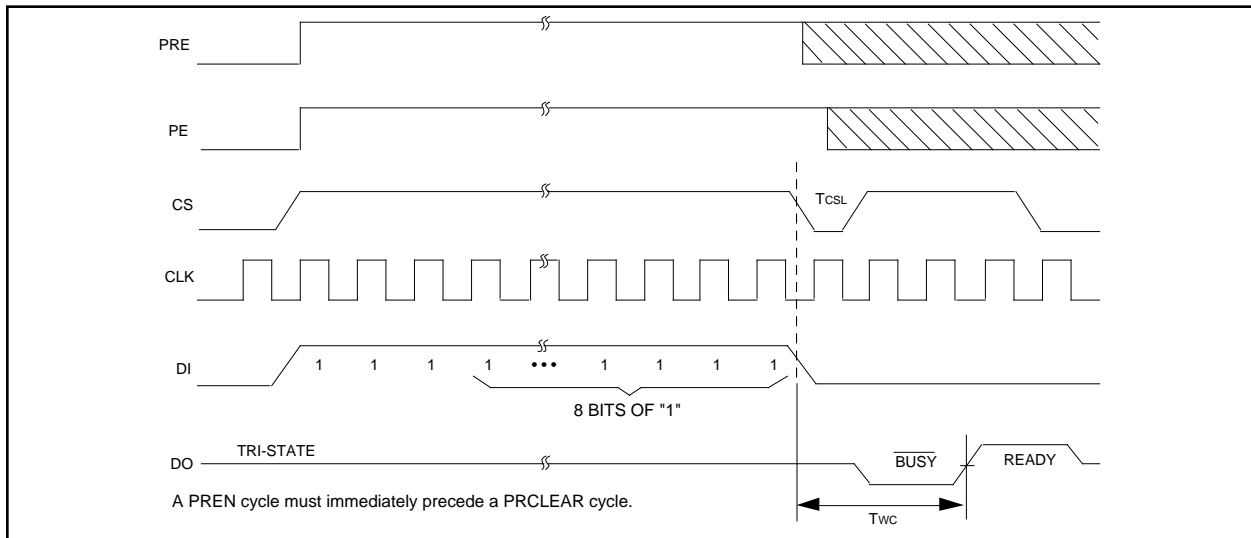 PRE
PE
CS
TCSL
CLK
DI
1 1 1 1 ••• 1 1 1 1
8 BITS OF "1"
TRI-STATE
DO
BUSY
READY
A PREN cycle must immediately precede a PRCLEAR cycle.
TWC